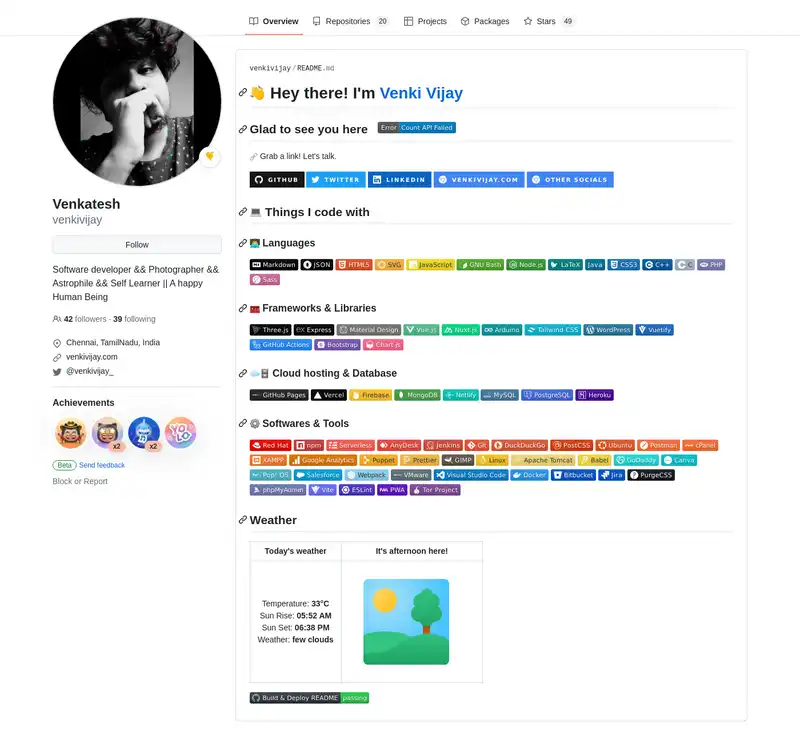 Overview Repositories 20 Projects Packages Stars 49
Venkatesh
venkivijay
Follow
Software developer && Photographer &&
Astrophile && Self Learner || A happy
Human Being
42 followers · 39 following
Chennai, TamilNadu, India
venkivijay.com
@venkivijay_
Achievements
x2 x2 YOLO
Beta Send feedback
Block or Report
venkivijay/README.md
👋 Hey there! I'm Venki Vijay
Glad to see you here Error Count API Failed
Grab a link! Let's talk.
GITHUB TWITTER LINKEDIN VENKIVIJAY.COM OTHER SOCIALS
Things I code with
Languages
Markdown JSON HTML5 SVG JavaScript GNU Bash Node.js LaTeX Java CSS3 C++ C PHP
Sass
Frameworks & Libraries
Three.js Express Material Design Vue.js Nuxt.js Arduino Tailwind CSS WordPress Vuetify
GitHub Actions Bootstrap Chart.js
Cloud hosting & Database
GitHub Pages Vercel Firebase MongoDB Netlify MySQL PostgreSQL Heroku
Softwares & Tools
Red Hat npm Serverless AnyDesk Jenkins Git DuckDuckGo PostCSS Ubuntu Postman cPanel
XAMPP Google Analytics Puppet Prettier GIMP Linux Apache Tomcat Babel GoDaddy Canva
Pop!_OS Salesforce Webpack VMware Visual Studio Code Docker Bitbucket Jira PurgeCSS
phpMyAdmin Vite ESLint PWA Tor Project
Weather
Today's weather It's afternoon here!
Temperature: 33°C
Sun Rise: 05:52 AM
Sun Set: 06:38 PM
Weather: few clouds
Build & Deploy README passing